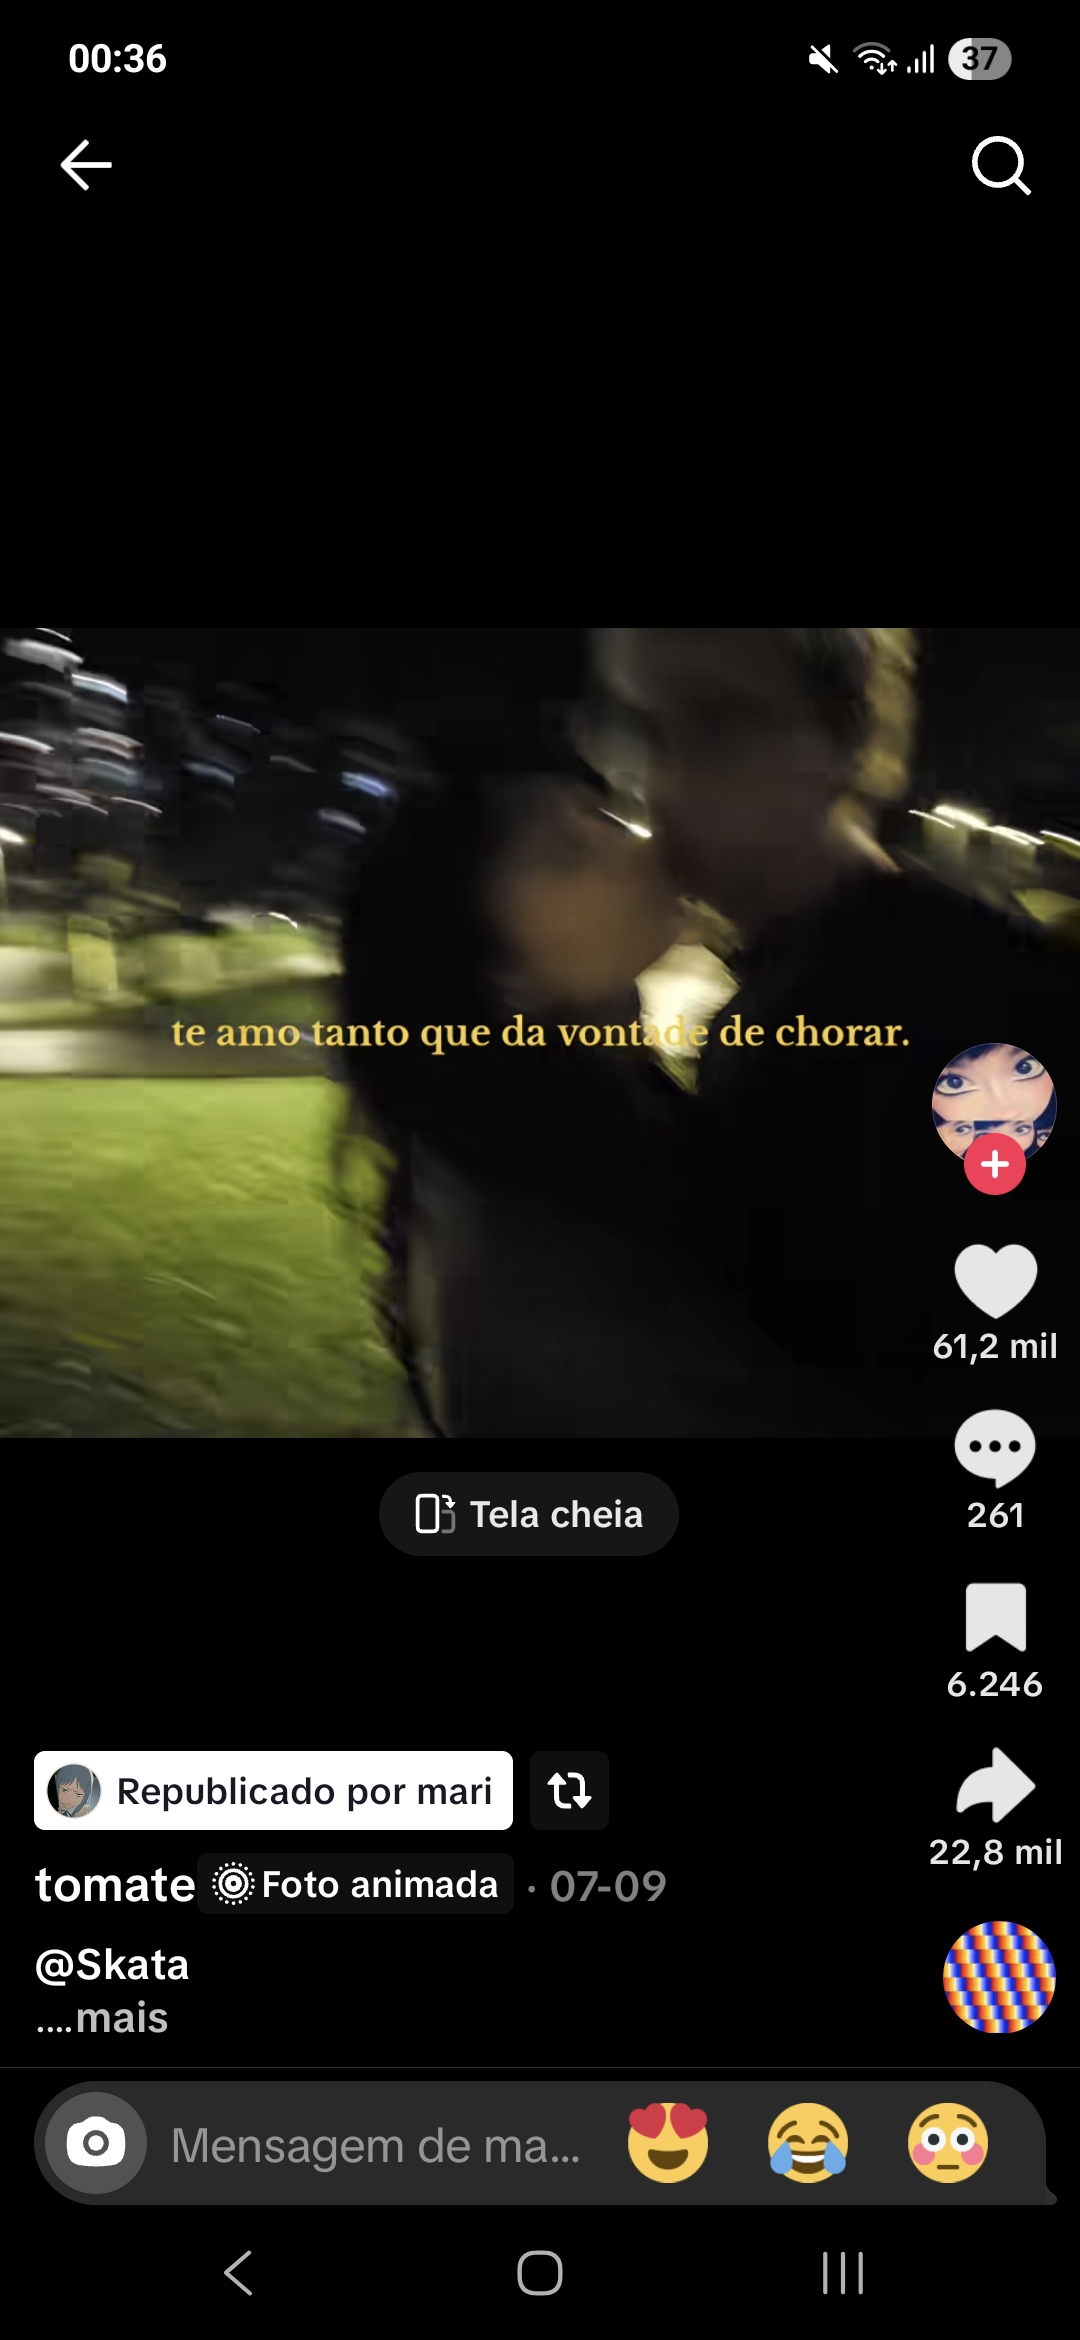 00:36
37
te amo tanto que da vontade de chorar.
61,2 mil
261
Tela cheia
6.246
Republicado por mari
22,8 mil
tomate Foto animada · 07-09
@Skata
....mais
Mensagem de ma...